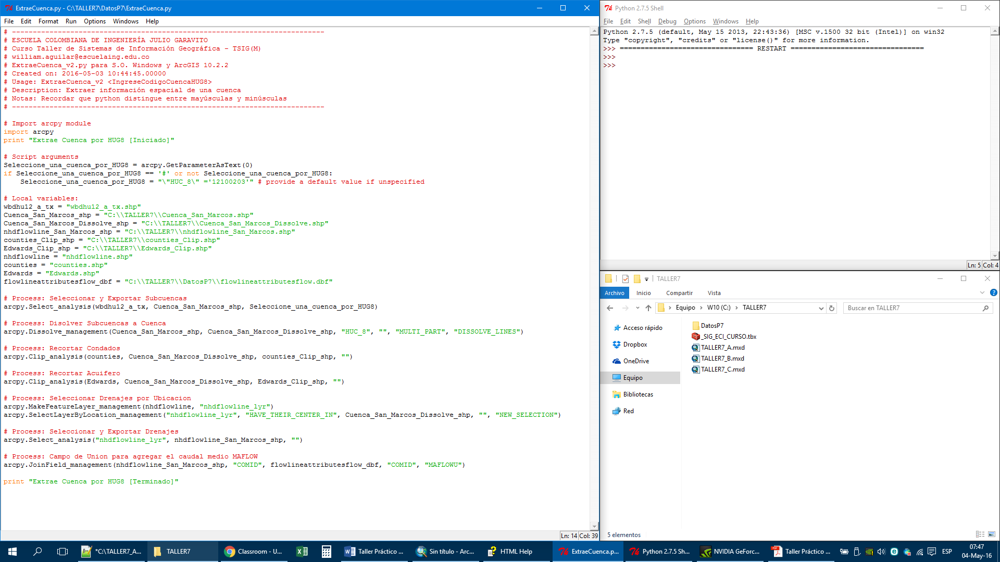 ExtraeCuenca.py - C:\TALLER7\DatosP7\ExtraeCuenca.py
File Edit Format Run Options Windows Help
# ---------------------------------------------------------------------------
# ESCUELA COLOMBIANA DE INGENIERÍA JULIO GARAVITO
# Curso Taller de Sistemas de Información Geográfica - TSIG(M)
# william.aguilar@escuelaing.edu.co
# ExtraeCuenca_v2.py para S.O. Windows y ArcGIS 10.2.2
# Created on: 2016-05-03 10:44:45.00000
# Usage: ExtraeCuenca_v2 <IngreseCodigoCuencaHUG8>
# Description: Extraer información espacial de una cuenca
# Notas: Recordar que python distingue entre mayúsculas y minúsculas
# ---------------------------------------------------------------------------
# Import arcpy module
import arcpy
print "Extrae Cuenca por HUG8 [Iniciado]"
# Script arguments
Seleccione_una_cuenca_por_HUG8 = arcpy.GetParameterAsText(0)
if Seleccione_una_cuenca_por_HUG8 == '#' or not Seleccione_una_cuenca_por_HUG8:
    Seleccione_una_cuenca_por_HUG8 = "\"HUC_8\" ='12100203'" # provide a default value if unspecified
# Local variables:
wbdhu12_a_tx = "wbdhu12_a_tx.shp"
Cuenca_San_Marcos_shp = "C:\\TALLER7\\Cuenca_San_Marcos.shp"
Cuenca_San_Marcos_Dissolve_shp = "C:\\TALLER7\\Cuenca_San_Marcos_Dissolve.shp"
nhdflowline_San_Marcos_shp = "C:\\TALLER7\\nhdflowline_San_Marcos.shp"
counties_Clip_shp = "C:\\TALLER7\\counties_Clip.shp"
Edwards_Clip_shp = "C:\\TALLER7\\Edwards_Clip.shp"
nhdflowline = "nhdflowline.shp"
counties = "counties.shp"
Edwards = "Edwards.shp"
flowlineattributesflow_dbf = "C:\\TALLER7\\DatosP7\\flowlineattributesflow.dbf"
# Process: Seleccionar y Exportar Subcuencas
arcpy.Select_analysis(wbdhu12_a_tx, Cuenca_San_Marcos_shp, Seleccione_una_cuenca_por_HUG8)
# Process: Disolver Subcuencas a Cuenca
arcpy.Dissolve_management(Cuenca_San_Marcos_shp, Cuenca_San_Marcos_Dissolve_shp, "HUC_8", "", "MULTI_PART", "DISSOLVE_LINES")
# Process: Recortar Condados
arcpy.Clip_analysis(counties, Cuenca_San_Marcos_Dissolve_shp, counties_Clip_shp, "")
# Process: Recortar Acuifero
arcpy.Clip_analysis(Edwards, Cuenca_San_Marcos_Dissolve_shp, Edwards_Clip_shp, "")
# Process: Seleccionar Drenajes por Ubicacion
arcpy.MakeFeatureLayer_management(nhdflowline, "nhdflowline_lyr")
arcpy.SelectLayerByLocation_management("nhdflowline_lyr", "HAVE_THEIR_CENTER_IN", Cuenca_San_Marcos_Dissolve_shp, "", "NEW_SELECTION")
# Process: Seleccionar y Exportar Drenajes
arcpy.Select_analysis("nhdflowline_lyr", nhdflowline_San_Marcos_shp, "")
# Process: Campo de Union para agregar el caudal medio MAFLOW
arcpy.JoinField_management(nhdflowline_San_Marcos_shp, "COMID", flowlineattributesflow_dbf, "COMID", "MAFLOWU")
print "Extrae Cuenca por HUG8 [Terminado]"
Ln: 14 Col: 39
Python 2.7.5 Shell
File Edit Shell Debug Options Windows Help
Python 2.7.5 (default, May 15 2013, 22:43:36) [MSC v.1500 32 bit (Intel)] on win32
Type "copyright", "credits" or "license()" for more information.
>>> ================================ RESTART ================================
>>>
>>>
Ln: 5 Col: 4
TALLER7
Archivo Inicio Compartir Vista
Equipo > W10 (C:) > TALLER7
Buscar en TALLER7
Acceso rápido
Dropbox
OneDrive
Equipo
Bibliotecas
Red
DatosP7
_SIG_ECI_CURSO.tbx
TALLER7_A.mxd
TALLER7_B.mxd
TALLER7_C.mxd
5 elementos
*C:\TALLER7_A... TALLER7 Classroom - U... Taller Práctico ... Sin título - Arc... HTML Help ExtraeCuenca.p... Python 2.7.5 Sh... NVIDIA GeForc... Taller Práctico ... ESP 07:47
04-May-16